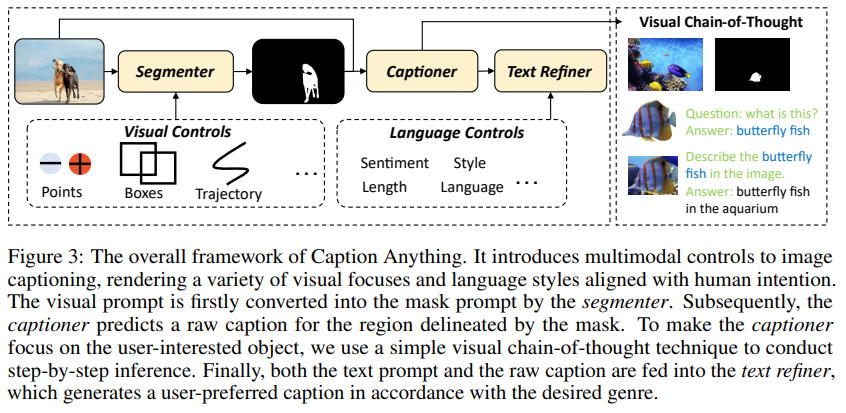 Segmenter
Captioner
Text Refiner
Visual Controls
Points
Boxes
Trajectory
...
Language Controls
Sentiment
Style
Length
Language
...
Visual Chain-of-Thought
Question: what is this?
Answer: butterfly fish
Describe the butterfly
fish in the image.
Answer: butterfly fish
in the aquarium
Figure 3: The overall framework of Caption Anything. It introduces multimodal controls to image
captioning, rendering a variety of visual focuses and language styles aligned with human intention.
The visual prompt is firstly converted into the mask prompt by the segmenter. Subsequently, the
captioner predicts a raw caption for the region delineated by the mask. To make the captioner
focus on the user-interested object, we use a simple visual chain-of-thought technique to conduct
step-by-step inference. Finally, both the text prompt and the raw caption are fed into the text refiner,
which generates a user-preferred caption in accordance with the desired genre.